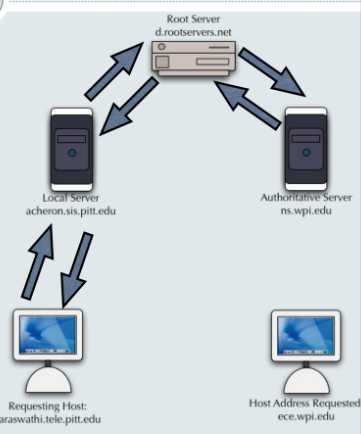 Root Server
d.rootservers.net
Local Server
acheron.sis.pitt.edu
Authoritative Server
ns.wpi.edu
Requesting Host:
araswathi.tele.pitt.edu
Host Address Requested
ece.wpi.edu